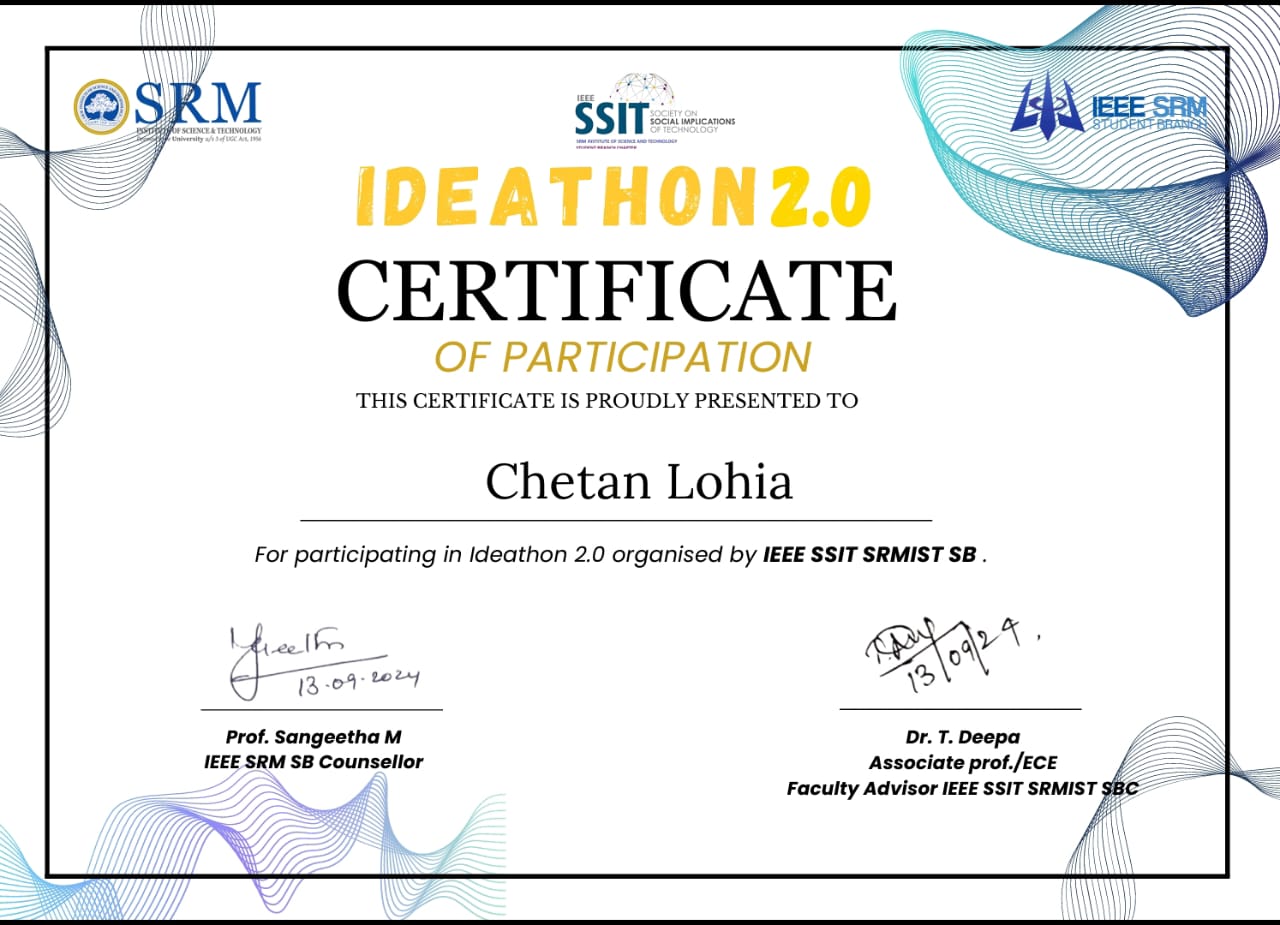 SRM
INSTITUTE OF SCIENCE & TECHNOLOGY
Deemed to be University u/s 3 of UGC Act, 1956
IEEE
SSIT
SOCIETY ON
SOCIAL IMPLICATIONS
OF TECHNOLOGY
SRM INSTITUTE OF SCIENCE AND TECHNOLOGY
STUDENT BRANCH CHAPTER
IEEE SRM
STUDENT BRANCH
IDEATHON 2.0
CERTIFICATE
OF PARTICIPATION
THIS CERTIFICATE IS PROUDLY PRESENTED TO
Chetan Lohia
For participating in Ideathon 2.0 organised by IEEE SSIT SRMIST SB .
13-09-2024
13/09/24.
Prof. Sangeetha M
IEEE SRM SB Counsellor
Dr. T. Deepa
Associate prof./ECE
Faculty Advisor IEEE SSIT SRMIST SBC